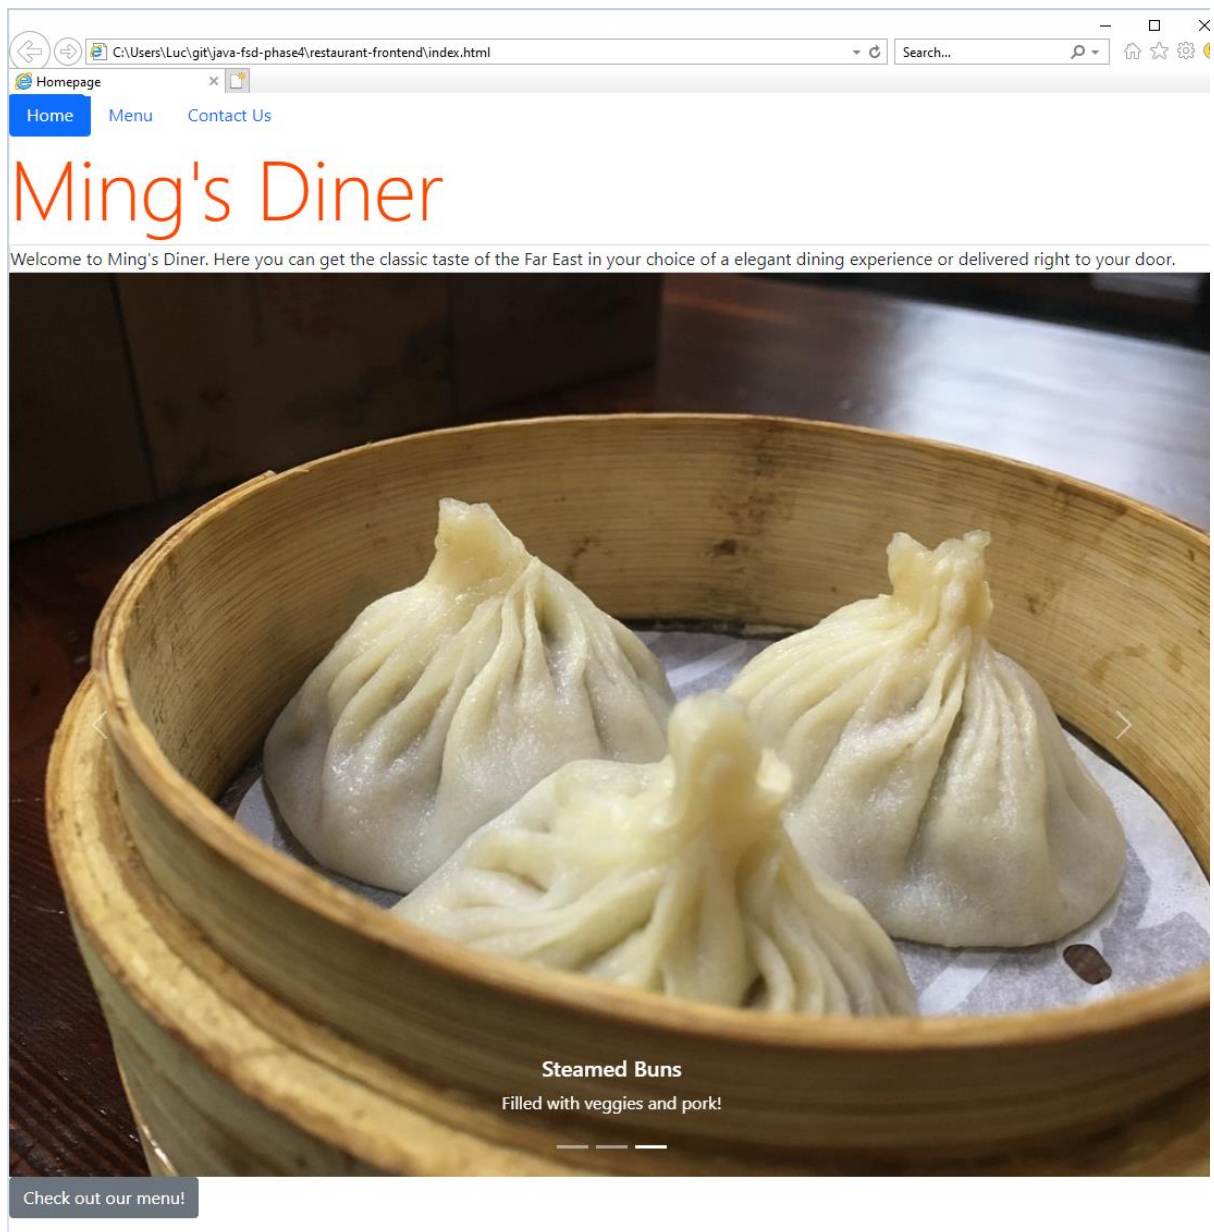 C:\Users\Luc\git\java-fsd-phase4\restaurant-frontend\index.html
Search...
Homepage
Home Menu Contact Us
Ming's Diner
Welcome to Ming's Diner. Here you can get the classic taste of the Far East in your choice of a elegant dining experience or delivered right to your door.
Steamed Buns
Filled with veggies and pork!
Check out our menu!